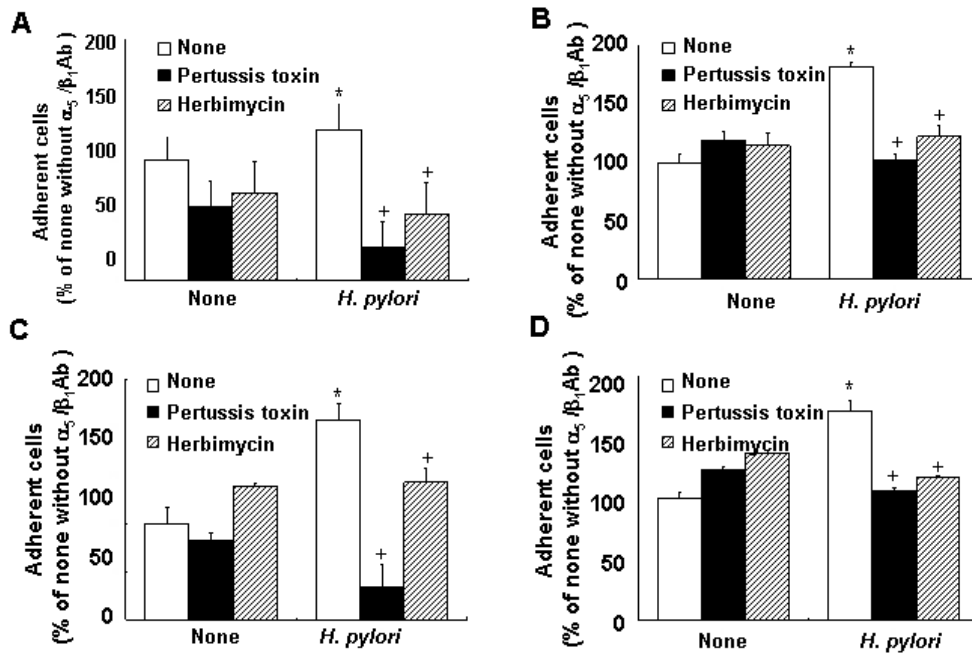 A
Adherent cells
(% of none without α5 /β1Ab )
200
150
100
50
0
None
Pertussis toxin
Herbimycin
*
+
+
None
H. pylori
B
Adherent cells
(% of none without α5 /β1Ab )
200
150
100
50
0
None
Pertussis toxin
Herbimycin
*
+
+
None
H. pylori
C
Adherent cells
(% of none without α5 /β1Ab )
200
150
100
50
0
None
Pertussis toxin
Herbimycin
*
+
+
None
H. pylori
D
Adherent cells
(% of none without α5 /β1Ab )
200
150
100
50
0
None
Pertussis toxin
Herbimycin
*
+
+
None
H. pylori